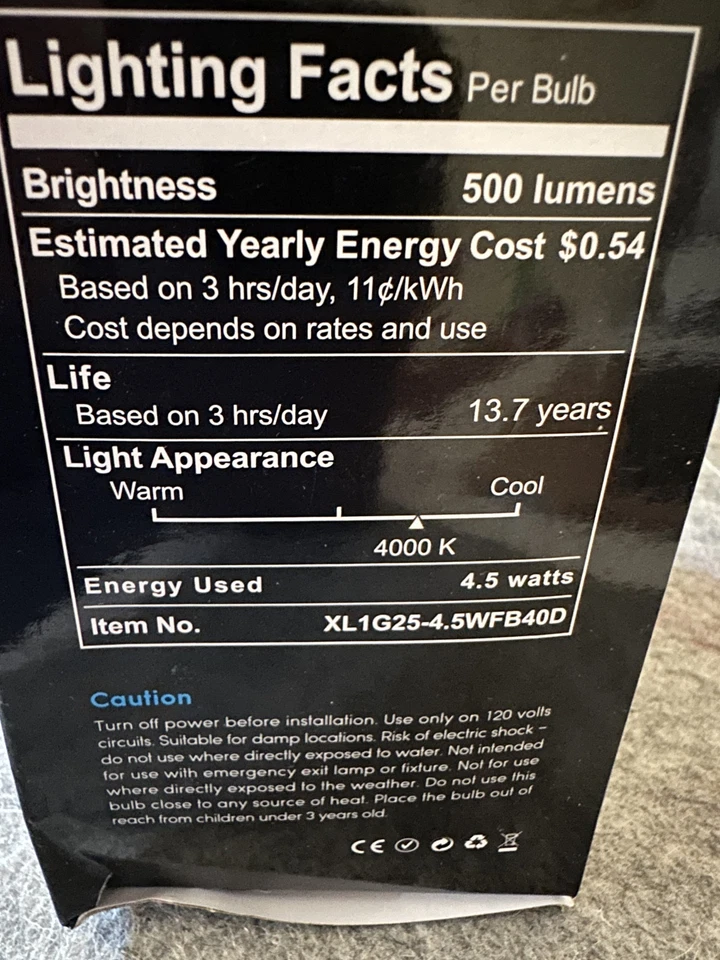 Lighting Facts Per Bulb
Brightness 500 lumens
Estimated Yearly Energy Cost $0.54
Based on 3 hrs/day, 11¢/kWh
Cost depends on rates and use
Life
Based on 3 hrs/day 13.7 years
Light Appearance
Warm Cool
4000 K
Energy Used 4.5 watts
Item No. XL1G25-4.5WFB40D
Caution
Turn off power before installation. Use only on 120 volts
circuits. Suitable for damp locations. Risk of electric shock –
do not use where directly exposed to water. Not intended
for use with emergency exit lamp or fixture. Not for use
where directly exposed to the weather. Do not use this
bulb close to any source of heat. Place the bulb out of
reach from children under 3 years old.
CE